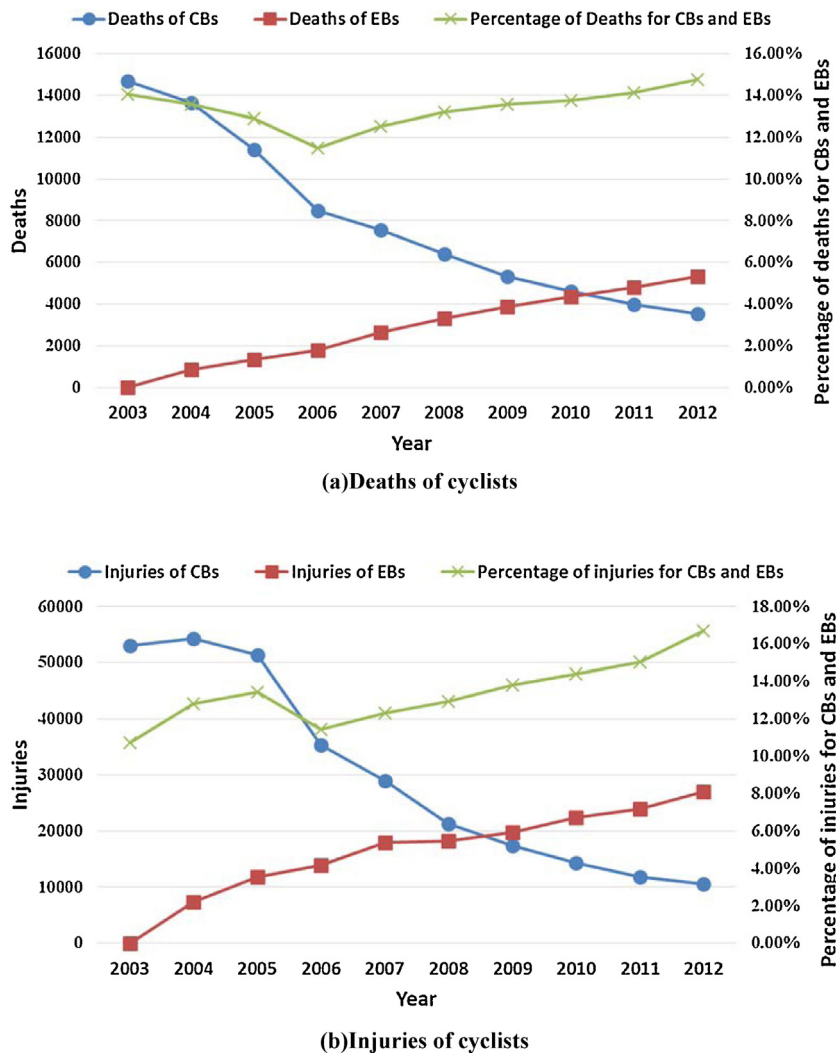 Deaths of CBs Deaths of EBs Percentage of Deaths for CBs and EBs
16000 16.00%
14000 14.00%
12000 12.00%
10000 10.00%
8000 8.00%
6000 6.00%
4000 4.00%
2000 2.00%
0 0.00%
Deaths
Percentage of deaths for CBs and EBs
2003 2004 2005 2006 2007 2008 2009 2010 2011 2012
Year
(a)Deaths of cyclists
Injuries of CBs Injuries of EBs Percentage of injuries for CBs and EBs
60000 18.00%
50000 16.00%
40000 14.00%
30000 12.00%
20000 10.00%
10000 8.00%
0 6.00%
4.00%
2.00%
0.00%
Injuries
Percentage of injuries for CBs and EBs
2003 2004 2005 2006 2007 2008 2009 2010 2011 2012
Year
(b)Injuries of cyclists